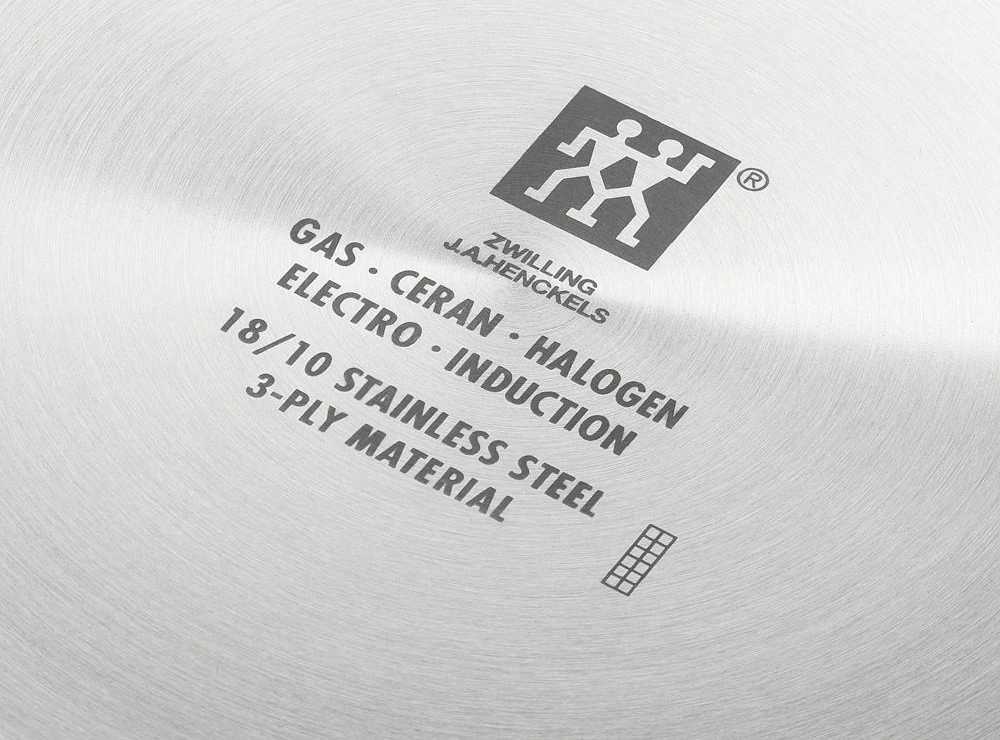 ®
ZWILLING
J.A.HENCKELS
GAS · CERAN · HALOGEN
ELECTRO · INDUCTION
18/10 STAINLESS STEEL
3-PLY MATERIAL